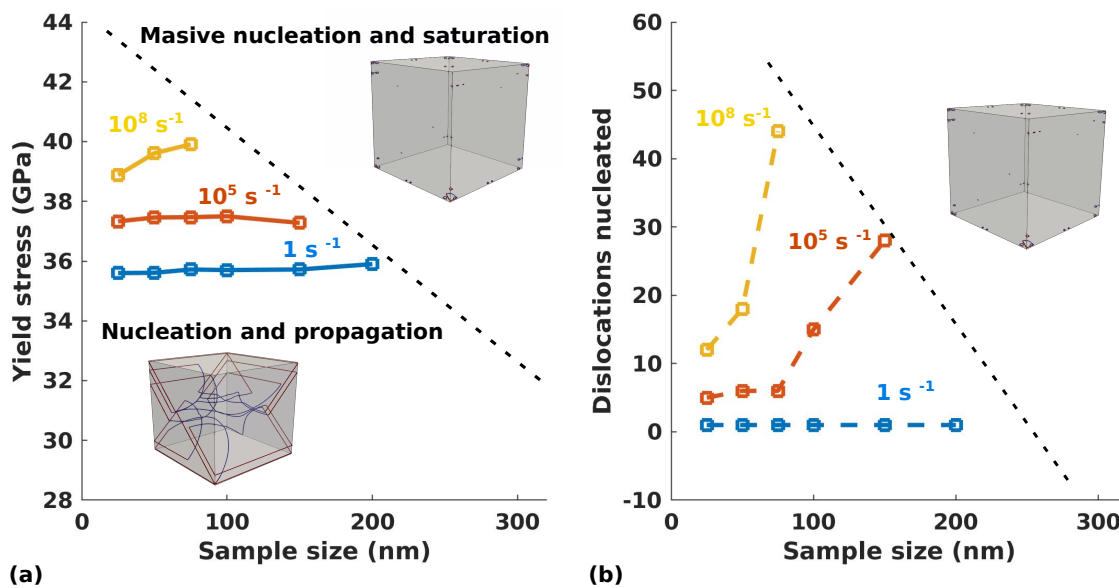 44
42
40
38
36
34
32
30
28
Yield stress (GPa)
Masive nucleation and saturation
10⁸ s⁻¹
10⁵ s ⁻¹
1 s ⁻¹
Nucleation and propagation
0
100
200
300
Sample size (nm)
(a)
60
50
40
30
20
10
0
-10
Dislocations nucleated
10⁸ s⁻¹
10⁵ s ⁻¹
1 s ⁻¹
0
100
200
300
Sample size (nm)
(b)